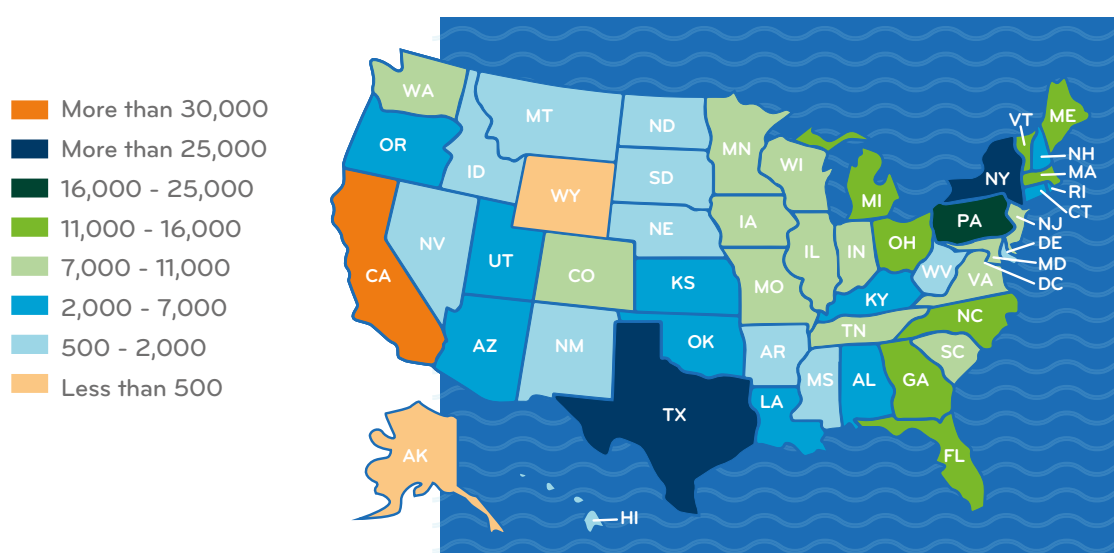 More than 30,000
More than 25,000
16,000 - 25,000
11,000 - 16,000
7,000 - 11,000
2,000 - 7,000
500 - 2,000
Less than 500
WA
OR
CA
ID
NV
MT
WY
UT
AZ
CO
NM
ND
SD
NE
KS
OK
TX
MN
IA
MO
AR
LA
WI
IL
MS
MI
IN
KY
TN
AL
OH
WV
GA
FL
SC
NC
VA
PA
NY
VT
ME
NH
MA
RI
CT
NJ
DE
MD
DC
AK
HI